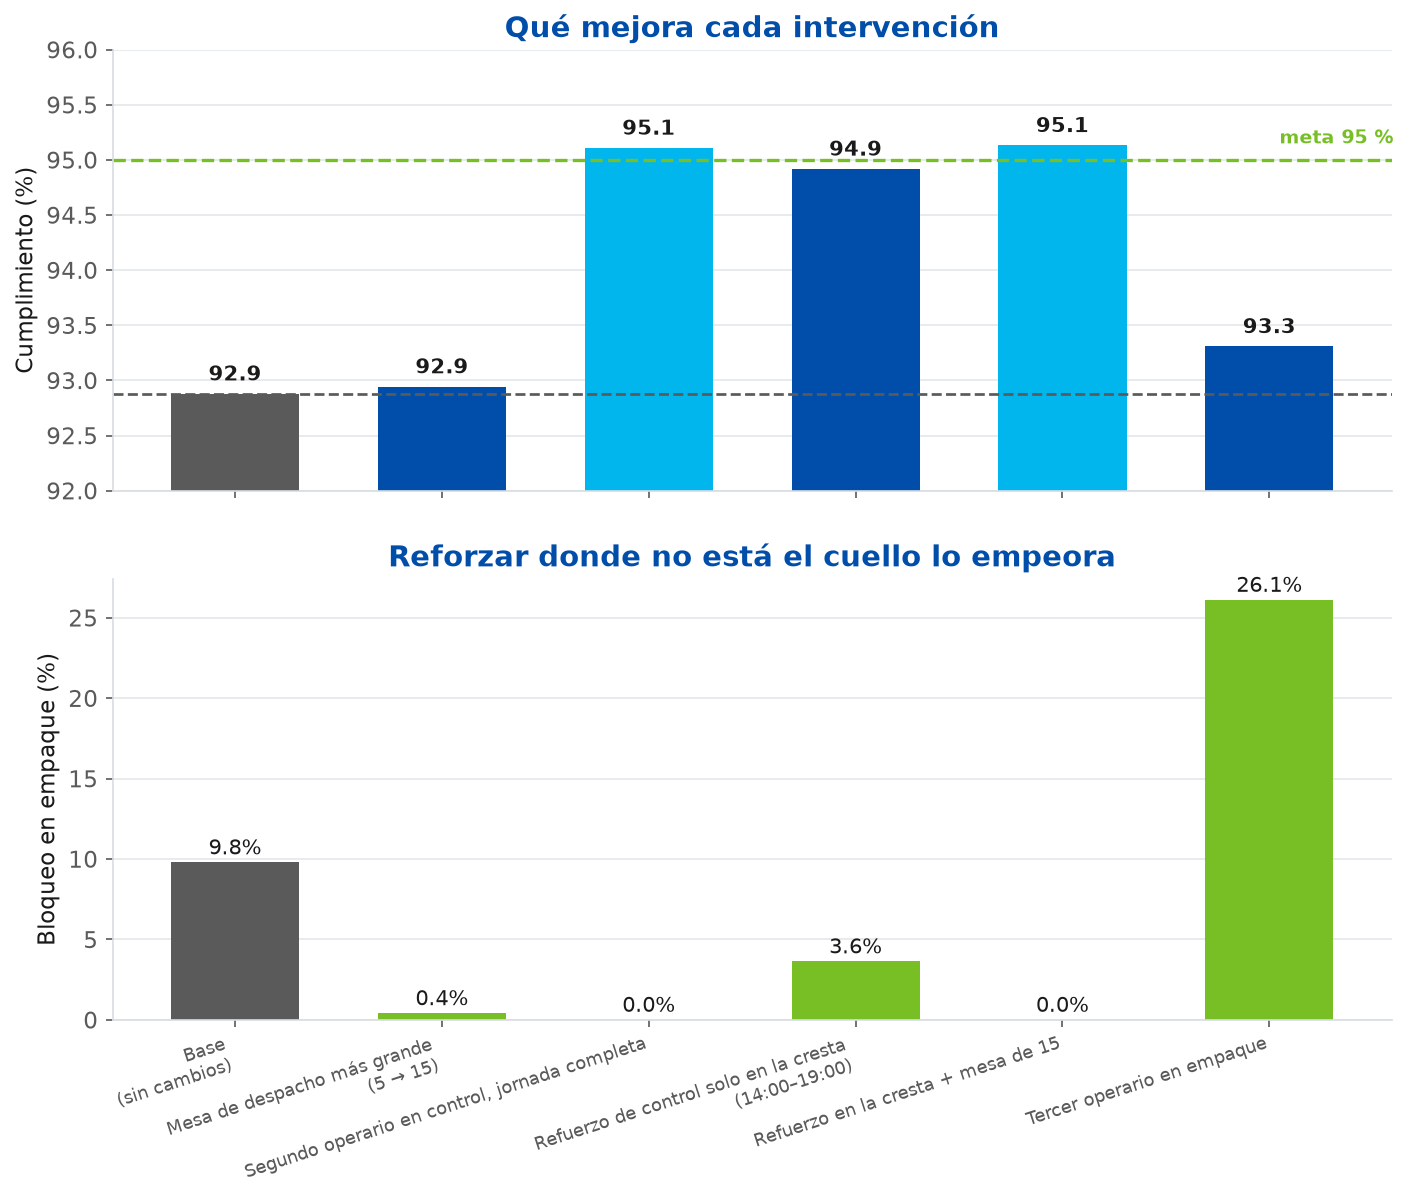 Qué mejora cada intervención
Cumplimiento (%)
96.0
95.5
95.0
94.5
94.0
93.5
93.0
92.5
92.0
92.9
92.9
95.1
94.9
95.1
93.3
meta 95 %
Reforzar donde no está el cuello lo empeora
Bloqueo en empaque (%)
25
20
15
10
5
0
9.8%
0.4%
0.0%
3.6%
0.0%
26.1%
Base
(sin cambios)
Mesa de despacho más grande
(5 → 15)
Segundo operario en control, jornada completa
Refuerzo de control solo en la cresta
(14:00–19:00)
Refuerzo en la cresta + mesa de 15
Tercer operario en empaque